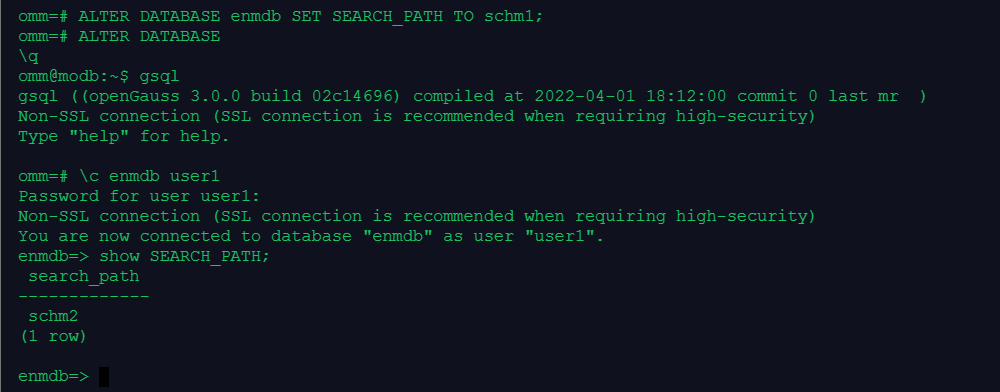 omm=# ALTER DATABASE enmdb SET SEARCH_PATH TO schm1;
omm=# ALTER DATABASE
\q
omm@modb:~$ gsql
gsql ((openGauss 3.0.0 build 02c14696) compiled at 2022-04-01 18:12:00 commit 0 last mr  )
Non-SSL connection (SSL connection is recommended when requiring high-security)
Type "help" for help.

omm=# \c enmdb user1
Password for user user1:
Non-SSL connection (SSL connection is recommended when requiring high-security)
You are now connected to database "enmdb" as user "user1".
enmdb=> show SEARCH_PATH;
 search_path
-------------
 schm2
(1 row)

enmdb=>